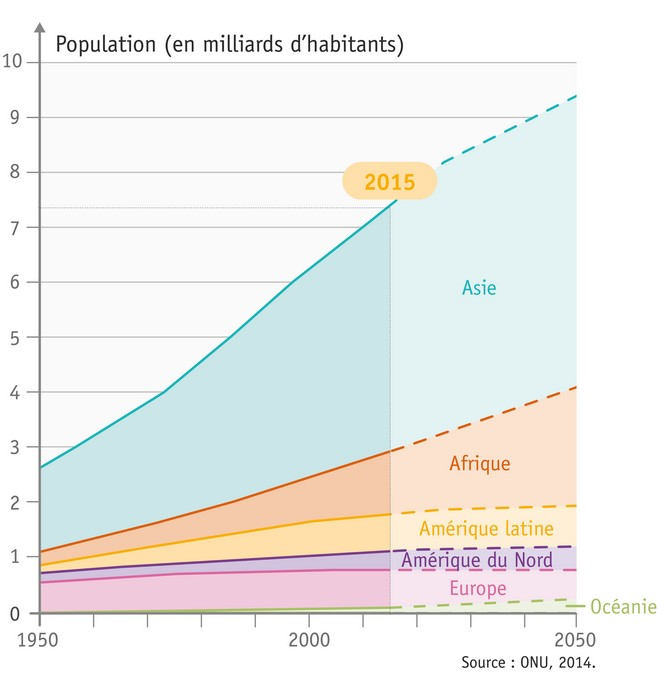 Population (en milliards d'habitants)
10
9
8
2015
7
6
Asie
5
4
3
Afrique
2
Amérique latine
1
Amérique du Nord
Europe
Océanie
0
1950
2000
2050
Source : ONU, 2014.